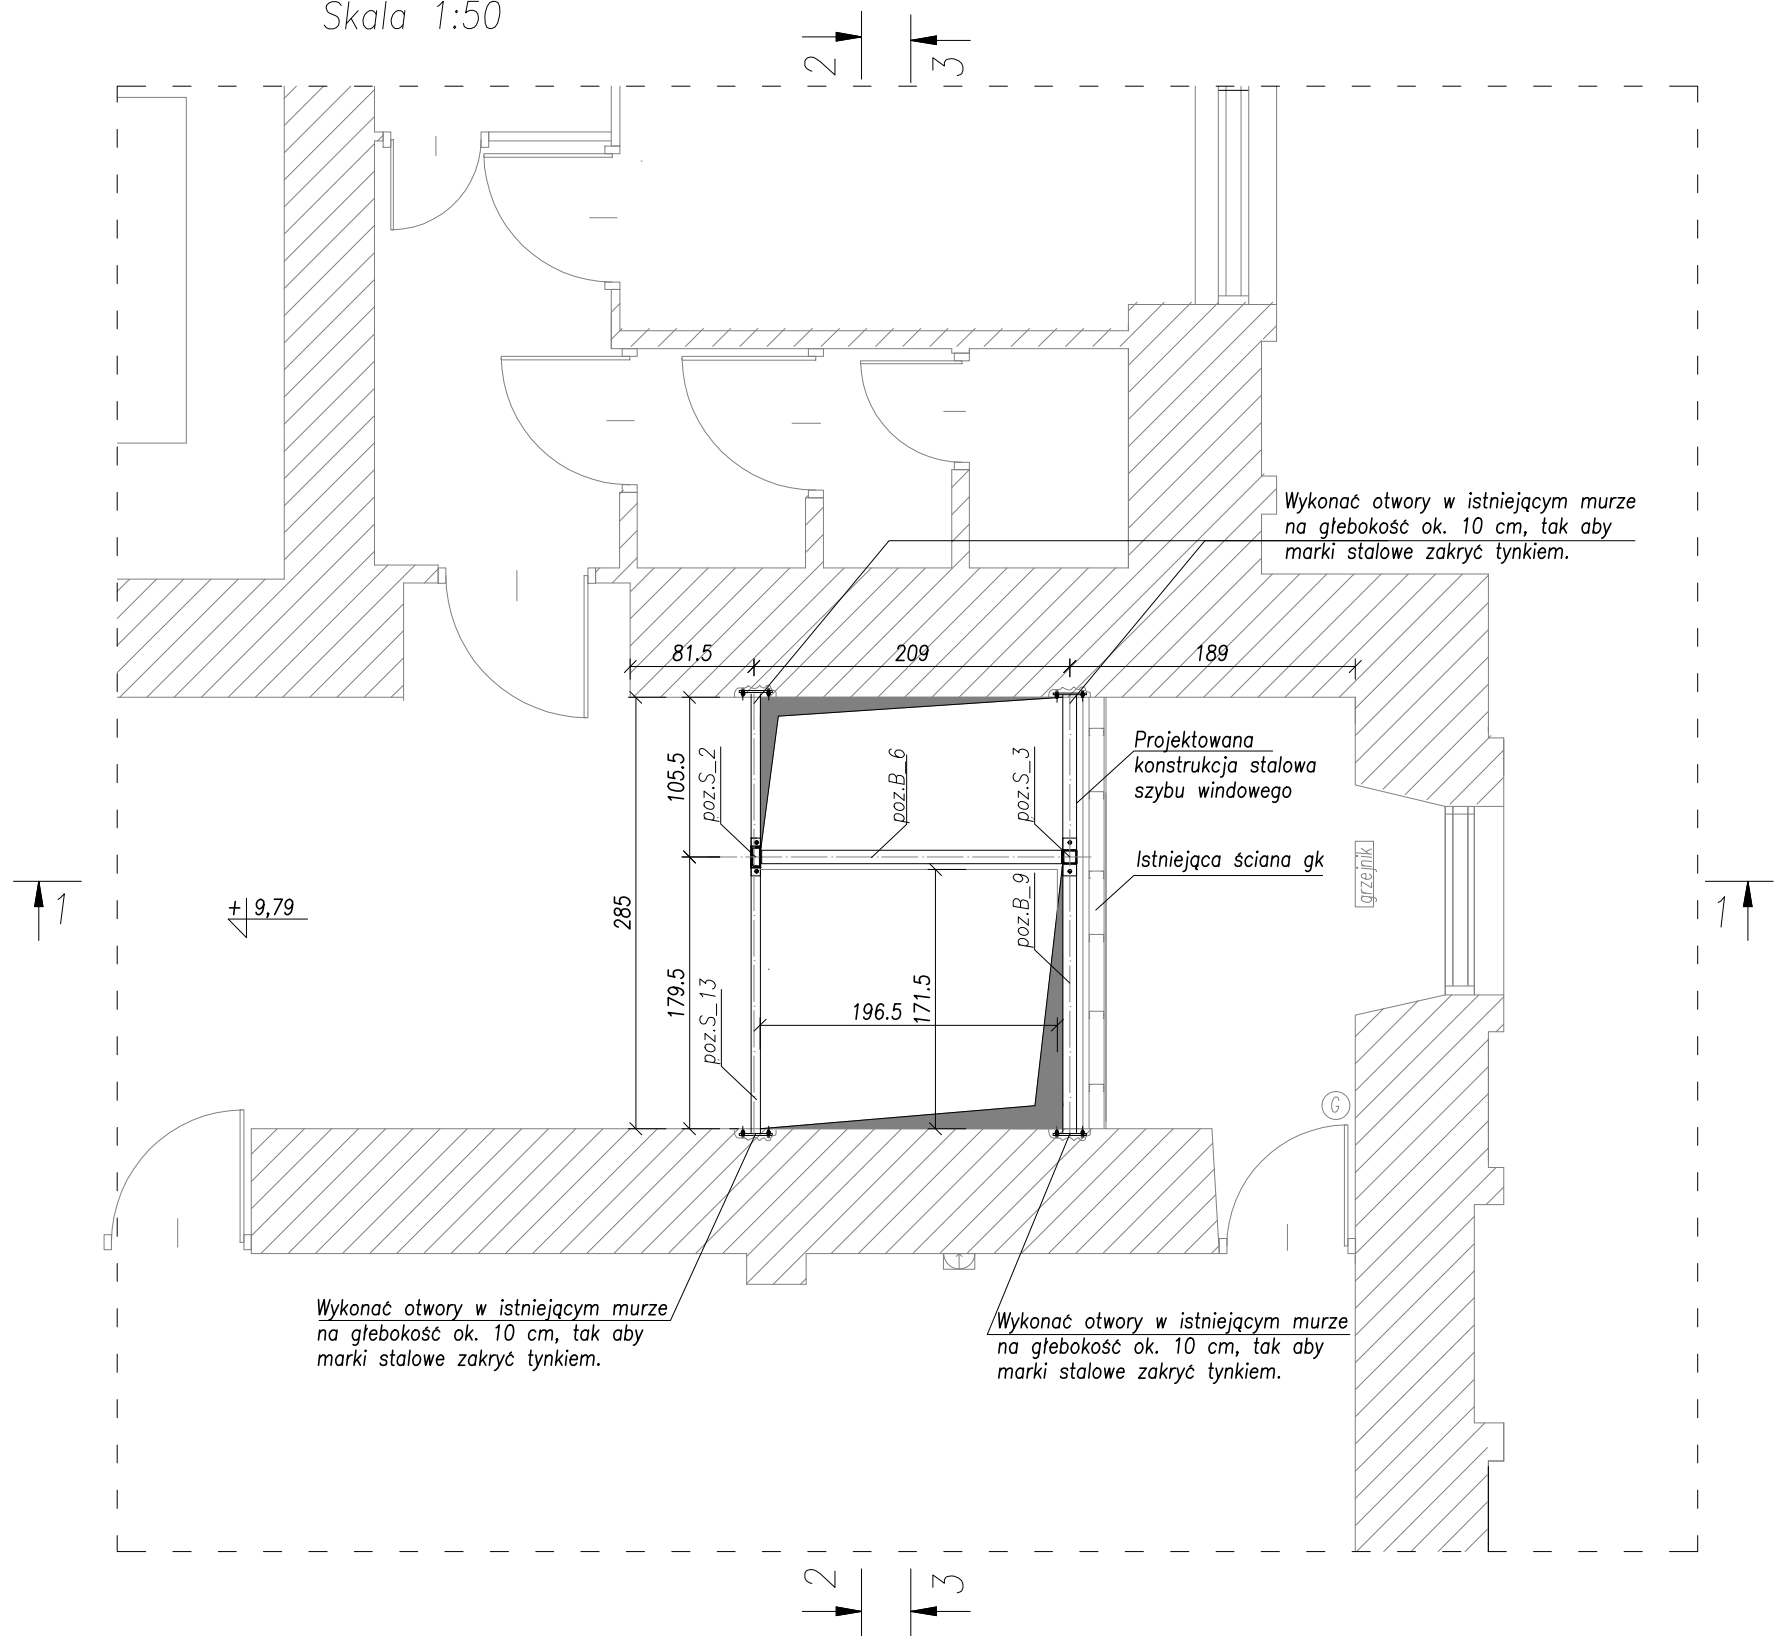 Skala 1:50
2
3
Wykonać otwory w istniejącym murze
na głebokość ok. 10 cm, tak aby
marki stalowe zakryć tynkiem.
81.5
209
189
105.5
poz.S_2
poz.B_6
poz.S_3
Projektowana
konstrukcja stalowa
szybu windowego
Istniejąca ściana gk
grzejnik
1
+ 9,79
285
poz.B_9
1
179.5
poz.S_13
196.5
171.5
G
Wykonać otwory w istniejącym murze
na głebokość ok. 10 cm, tak aby
marki stalowe zakryć tynkiem.
Wykonać otwory w istniejącym murze
na głebokość ok. 10 cm, tak aby
marki stalowe zakryć tynkiem.
2
3